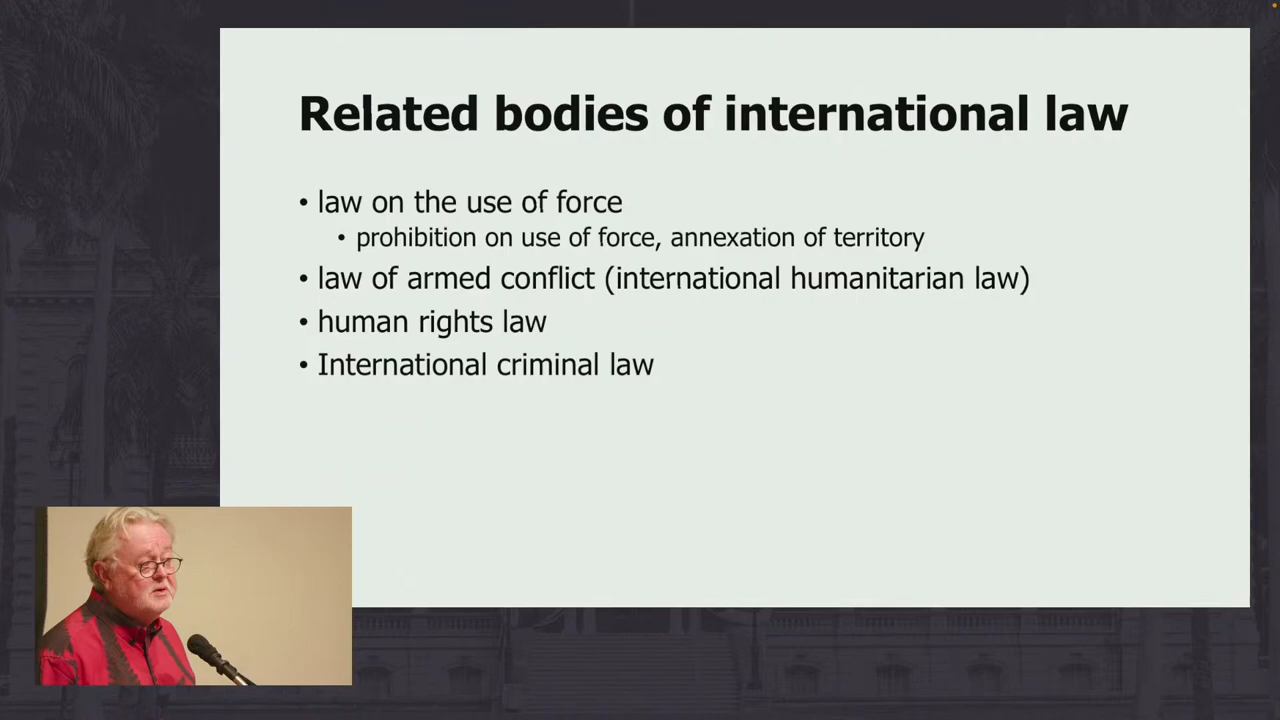 Related bodies of international law
• law on the use of force
• prohibition on use of force, annexation of territory
• law of armed conflict (international humanitarian law)
• human rights law
• International criminal law